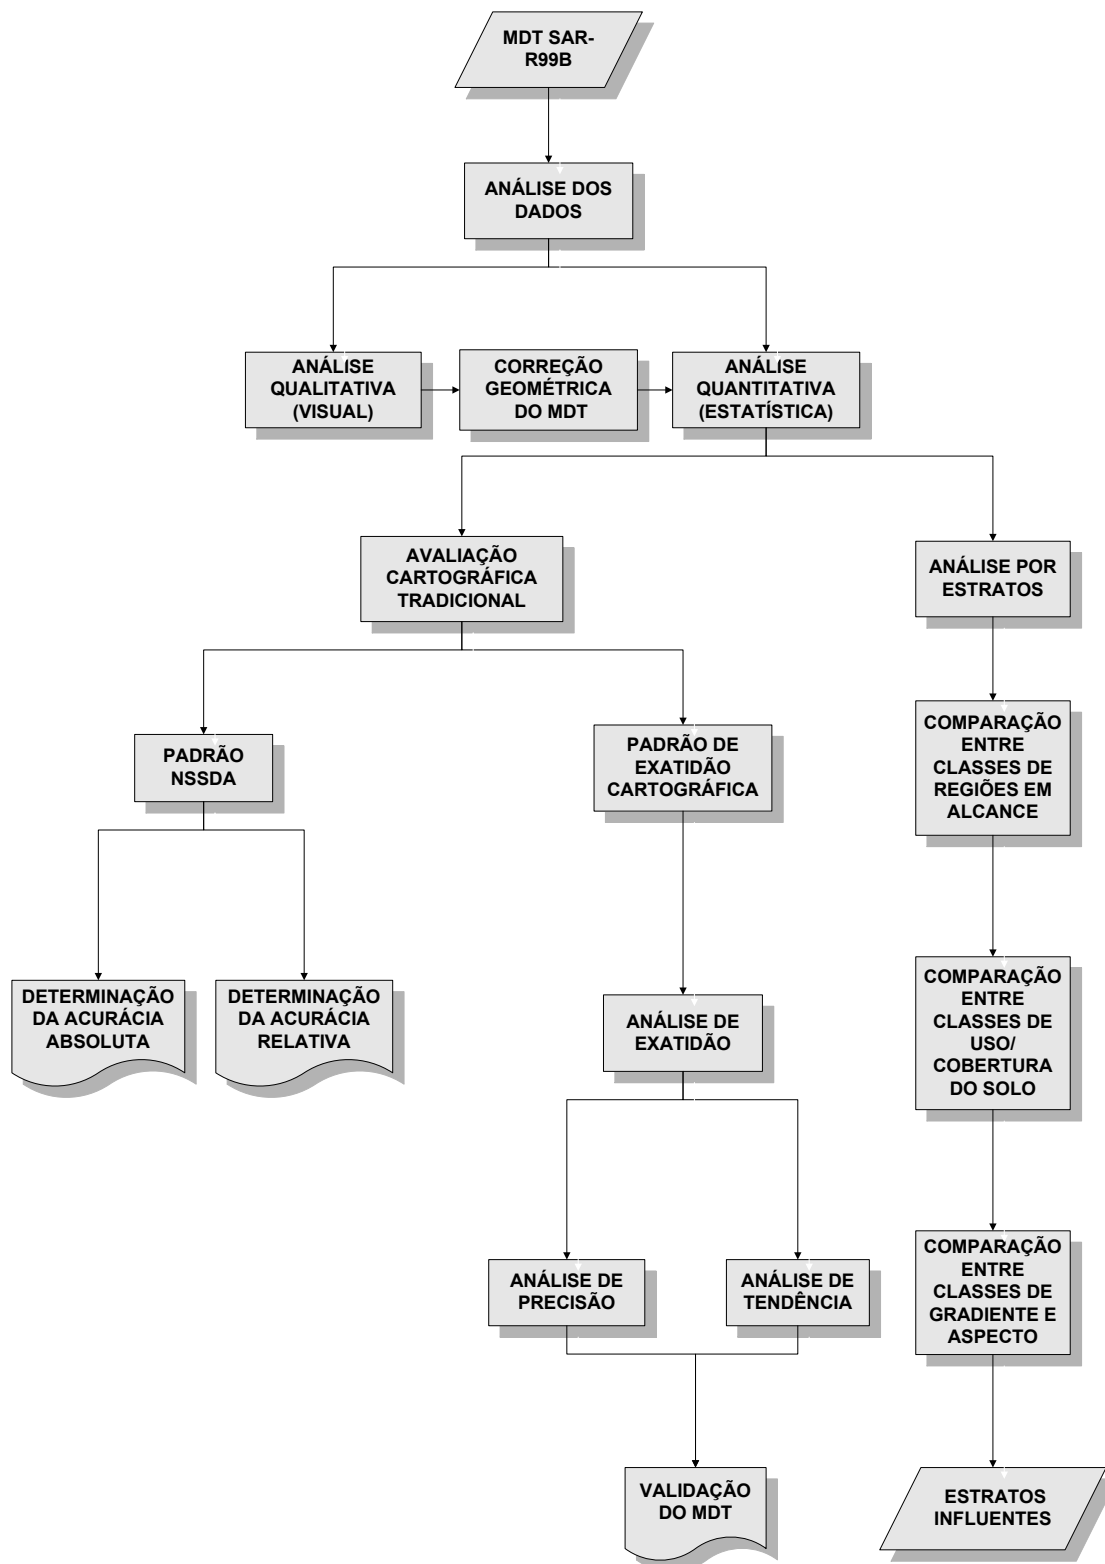 MDT SAR-
R99B
ANÁLISE DOS
DADOS
ANÁLISE
QUALITATIVA
(VISUAL)
CORREÇÃO
GEOMÉTRICA
DO MDT
ANÁLISE
QUANTITATIVA
(ESTATÍSTICA)
AVALIAÇÃO
CARTOGRÁFICA
TRADICIONAL
ANÁLISE POR
ESTRATOS
PADRÃO
NSSDA
PADRÃO DE
EXATIDÃO
CARTOGRÁFICA
COMPARAÇÃO
ENTRE
CLASSES DE
REGIÕES EM
ALCANCE
DETERMINAÇÃO
DA ACURÁCIA
ABSOLUTA
DETERMINAÇÃO
DA ACURÁCIA
RELATIVA
ANÁLISE DE
EXATIDÃO
COMPARAÇÃO
ENTRE
CLASSES DE
USO/
COBERTURA
DO SOLO
ANÁLISE DE
PRECISÃO
ANÁLISE DE
TENDÊNCIA
COMPARAÇÃO
ENTRE
CLASSES DE
GRADIENTE E
ASPECTO
VALIDAÇÃO
DO MDT
ESTRATOS
INFLUENTES